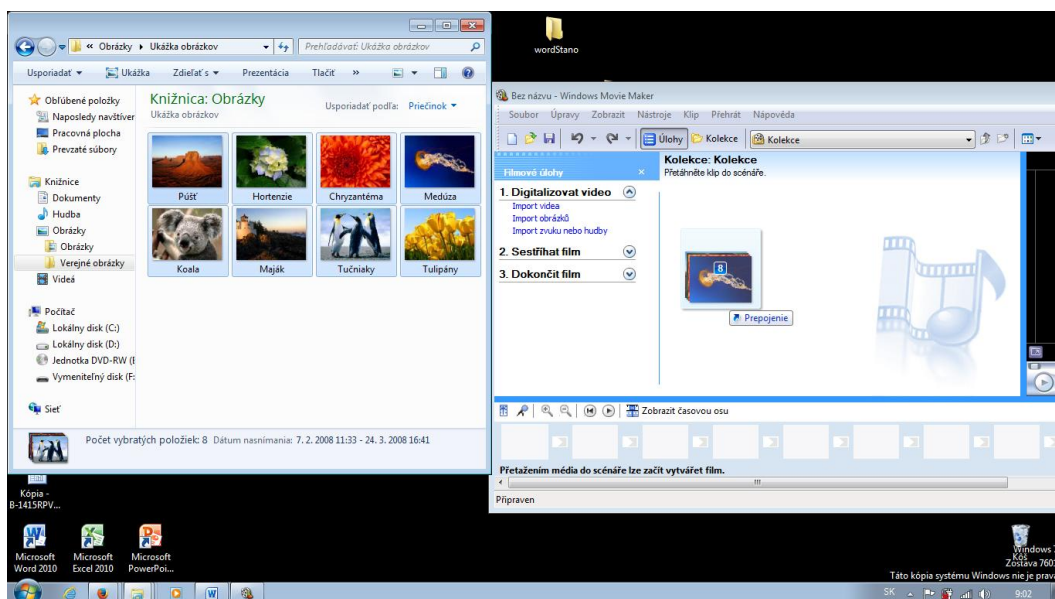 wordStano
« Obrázky ▸ Ukážka obrázkov
Prehľadávať: Ukážka obrázkov
Usporiadať Ukážka Zdieľať s Prezentácia Tlačiť »
Obľúbené položky
Naposledy navštíver
Pracovná plocha
Prevzaté súbory
Knižnice
Dokumenty
Hudba
Obrázky
Obrázky
Verejné obrázky
Videá
Počítač
Lokálny disk (C:)
Lokálny disk (D:)
Jednotka DVD-RW (E
Vymeniteľný disk (F:
Sieť
Knižnica: Obrázky
Ukážka obrázkov
Usporiadať podľa: Priečinok
Púšť Hortenzie Chryzantéma Medúza
Koala Maják Tučniaky Tulipány
Počet vybratých položiek: 8 Dátum nasnímania: 7. 2. 2008 11:33 - 24. 3. 2008 16:41
Bez názvu - Windows Movie Maker
Soubor Úpravy Zobrazit Nástroje Klip Přehrát Nápověda
Úlohy Kolekce Kolekce
Filmové úlohy
1. Digitalizovat video
Import videa
Import obrázků
Import zvuku nebo hudby
2. Sestříhat film
3. Dokončit film
Kolekce: Kolekce
Přetáhněte klip do scénáře.
8
Prepojenie
Zobrazit časovou osu
Přetažením média do scénáře lze začít vytvářet film.
Připraven
Kópia -
B-1415RPV...
Microsoft
Word 2010
Microsoft
Excel 2010
Microsoft
PowerPoi...
Kôš
Windows 7
Zostava 760
Táto kópia systému Windows nie je prav
SK 9:02